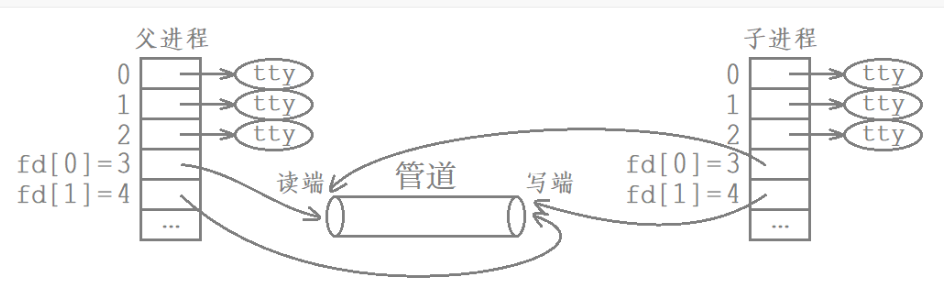 父进程 子进程
0 tty 0 tty
1 tty 1 tty
2 tty 2 tty
fd[0]=3 fd[0]=3
读端 管道 写端
fd[1]=4 fd[1]=4
... ...